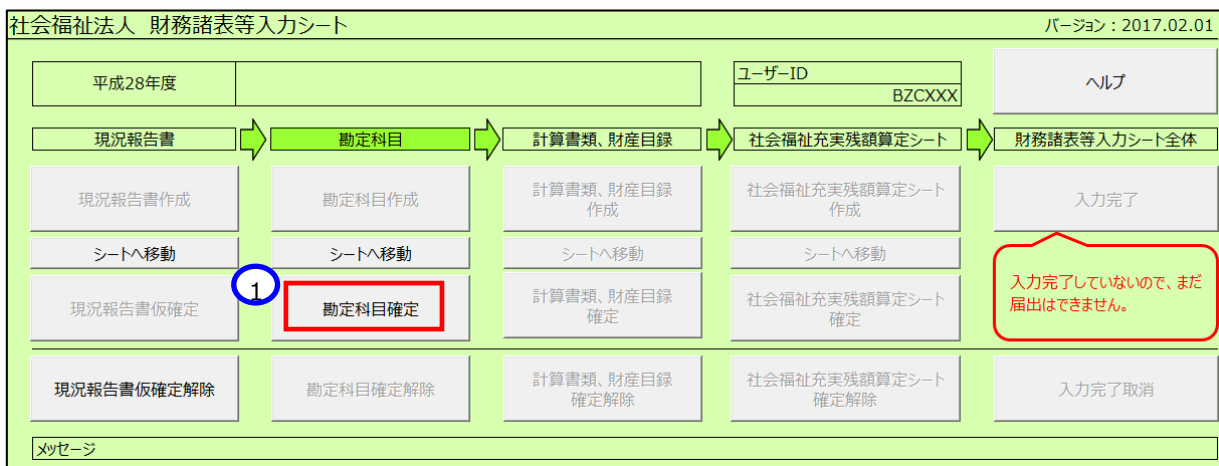 社会福祉法人 財務諸表等入力シート
バージョン：2017.02.01
平成28年度
ユーザーID
BZCXXX
ヘルプ
現況報告書
勘定科目
計算書類、財産目録
社会福祉充実残額算定シート
財務諸表等入力シート全体
現況報告書作成
勘定科目作成
計算書類、財産目録
作成
社会福祉充実残額算定シート
作成
入力完了
シートへ移動
シートへ移動
シートへ移動
シートへ移動
入力完了していないので、まだ
届出はできません。
現況報告書仮確定
1
勘定科目確定
計算書類、財産目録
確定
社会福祉充実残額算定シート
確定
現況報告書仮確定解除
勘定科目確定解除
計算書類、財産目録
確定解除
社会福祉充実残額算定シート
確定解除
入力完了取消
メッセージ